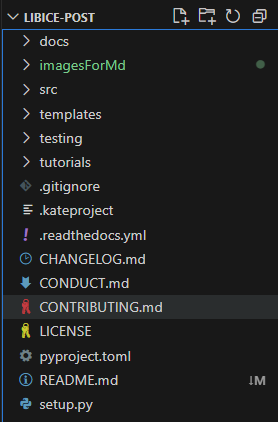 LIBICE-POST
docs
imagesForMd
src
templates
testing
tutorials
.gitignore
.kateproject
.readthedocs.yml
CHANGELOG.md
CONDUCT.md
CONTRIBUTING.md
LICENSE
pyproject.toml
README.md ↓M
setup.py